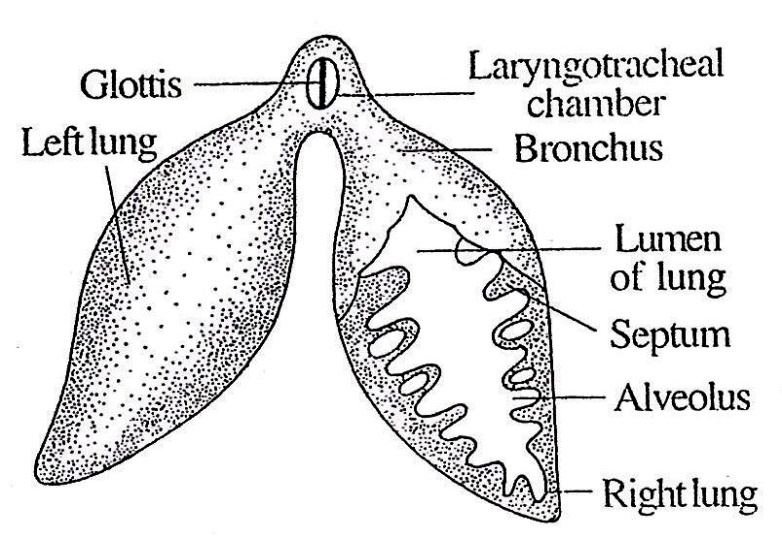 Glottis
Laryngotracheal
chamber
Left lung
Bronchus
Lumen
of lung
Septum
Alveolus
Right lung